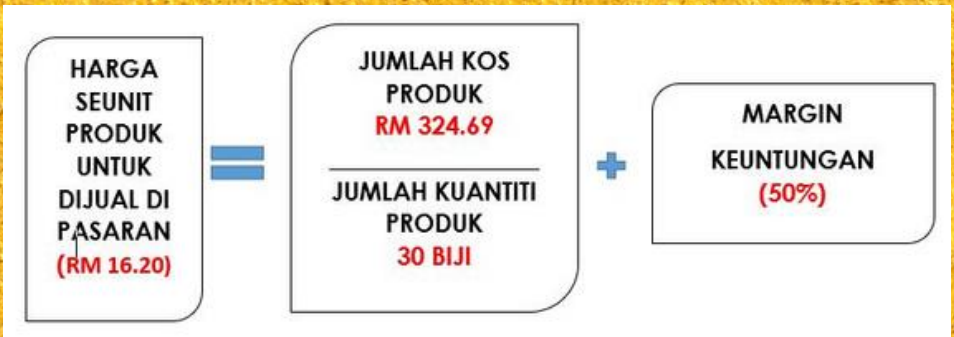 HARGA
SEUNIT
PRODUK
UNTUK
DIJUAL DI
PASARAN
(RM 16.20)
JUMLAH KOS
PRODUK
RM 324.69
JUMLAH KUANTITI
PRODUK
30 BIJI
MARGIN
KEUNTUNGAN
(50%)